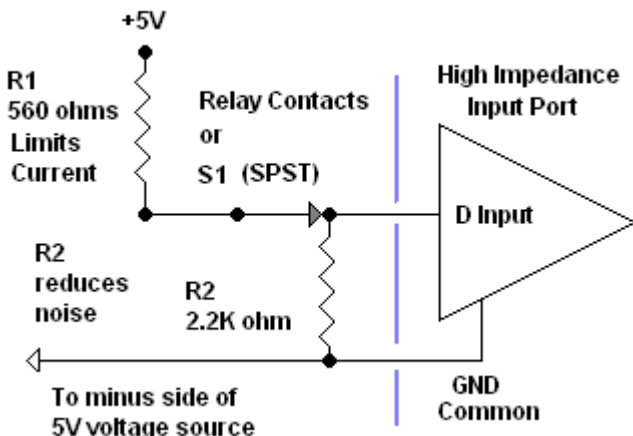 +5V
R1
560 ohms
Limits
Current
Relay Contacts
or
S1 (SPST)
High Impedance
Input Port
D Input
R2
reduces
noise
R2
2.2K ohm
To minus side of
5V voltage source
GND
Common